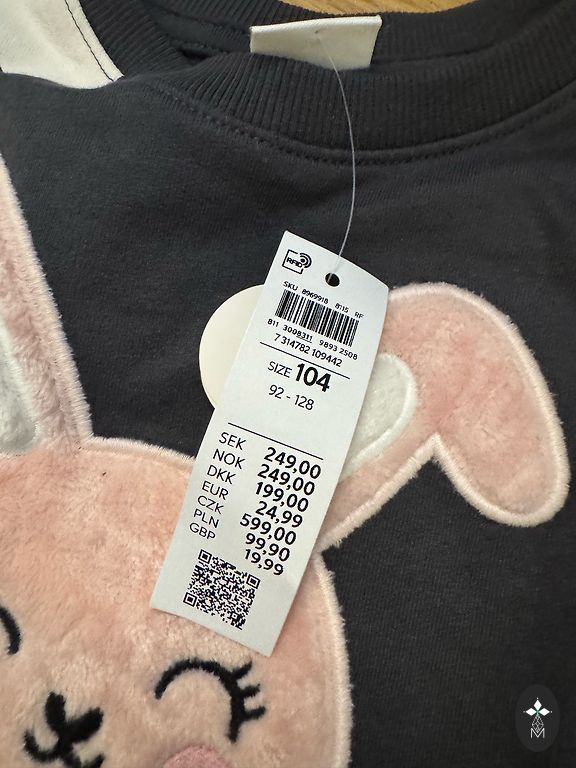 RFID
SKU 8969918 8115 RF
811 3008311 9893 2508
7 314782 109442
SIZE 104
92 - 128
SEK 249,00
NOK 249,00
DKK 199,00
EUR 24,99
CZK 599,00
PLN 99,90
GBP 19,99
M